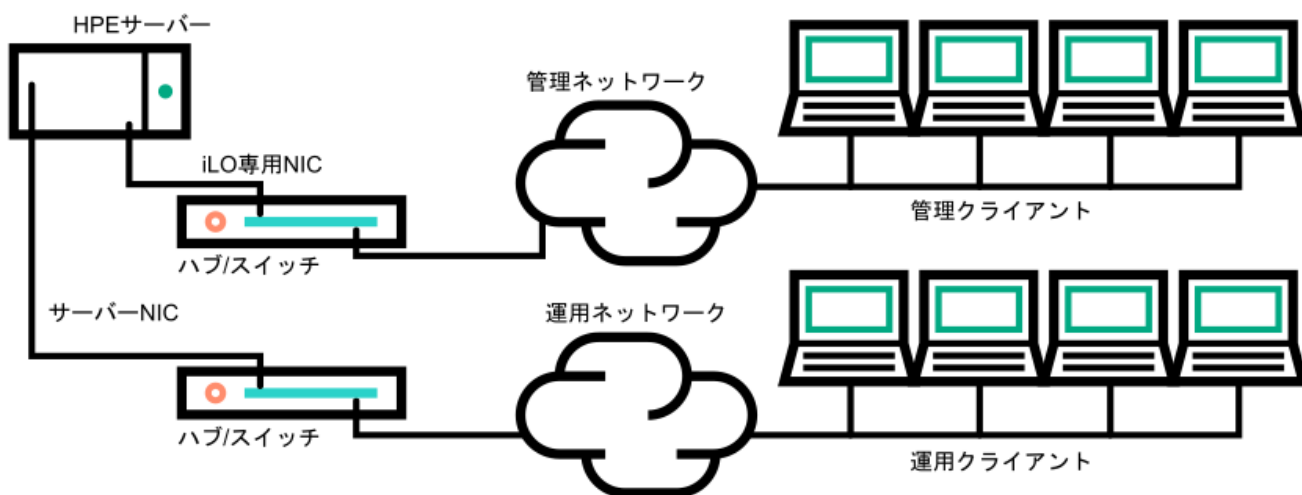 HPEサーバー
管理ネットワーク
iLO専用NIC
ハブ/スイッチ
管理クライアント
サーバーNIC
運用ネットワーク
ハブ/スイッチ
運用クライアント